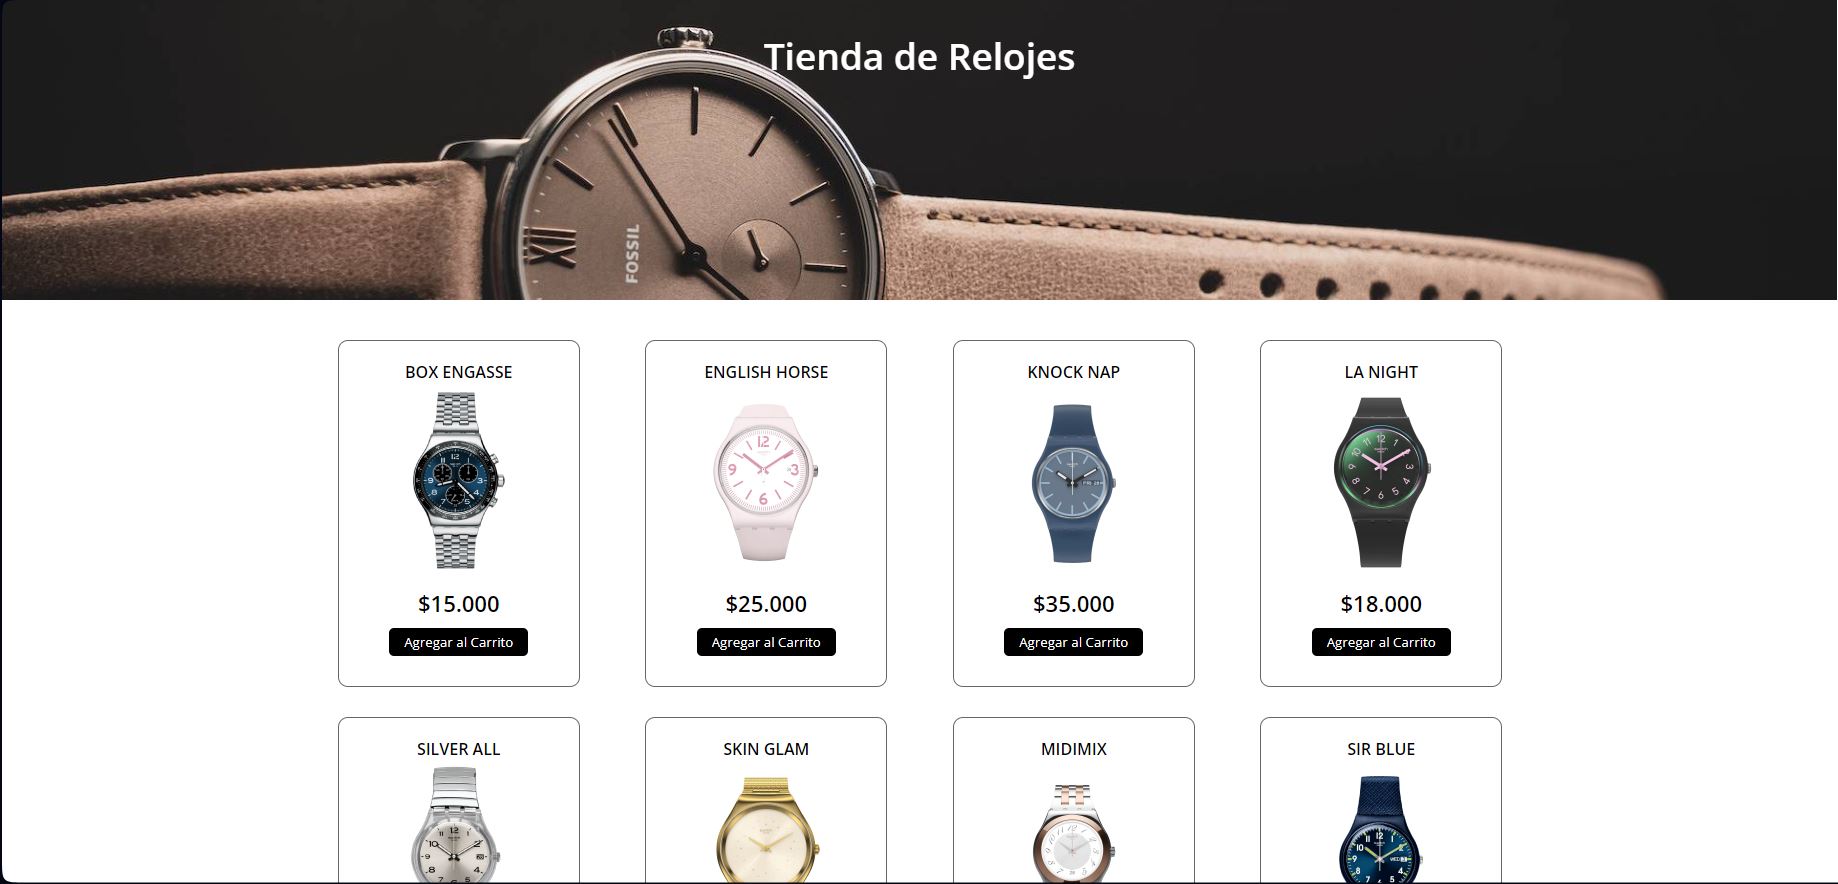 Tienda de Relojes
FOSSIL
BOX ENGASSE
ENGLISH HORSE
KNOCK NAP
LA NIGHT
$15.000
$25.000
$35.000
$18.000
Agregar al Carrito
Agregar al Carrito
Agregar al Carrito
Agregar al Carrito
SILVER ALL
SKIN GLAM
MIDIMIX
SIR BLUE